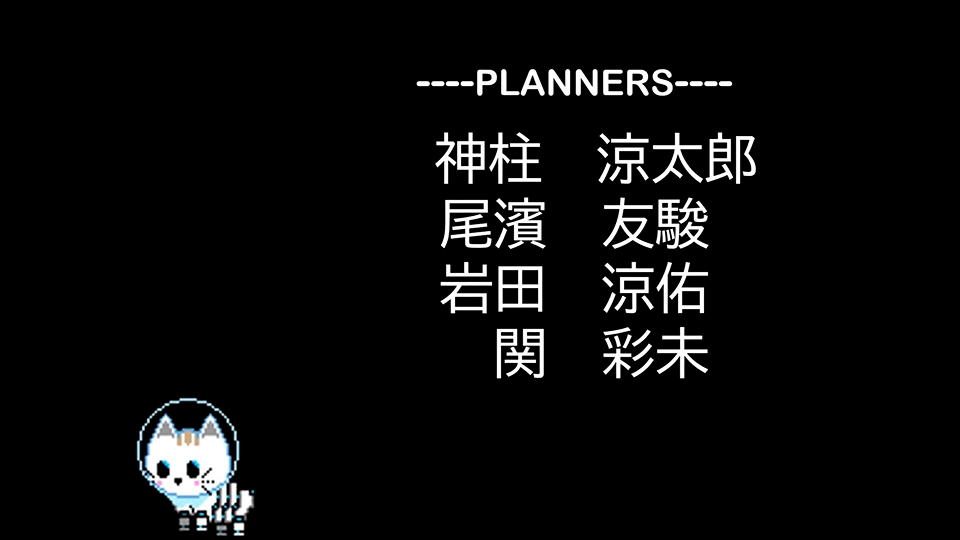 ----PLANNERS----
神柱　涼太郎
尾濱　友駿
岩田　涼佑
関　彩未